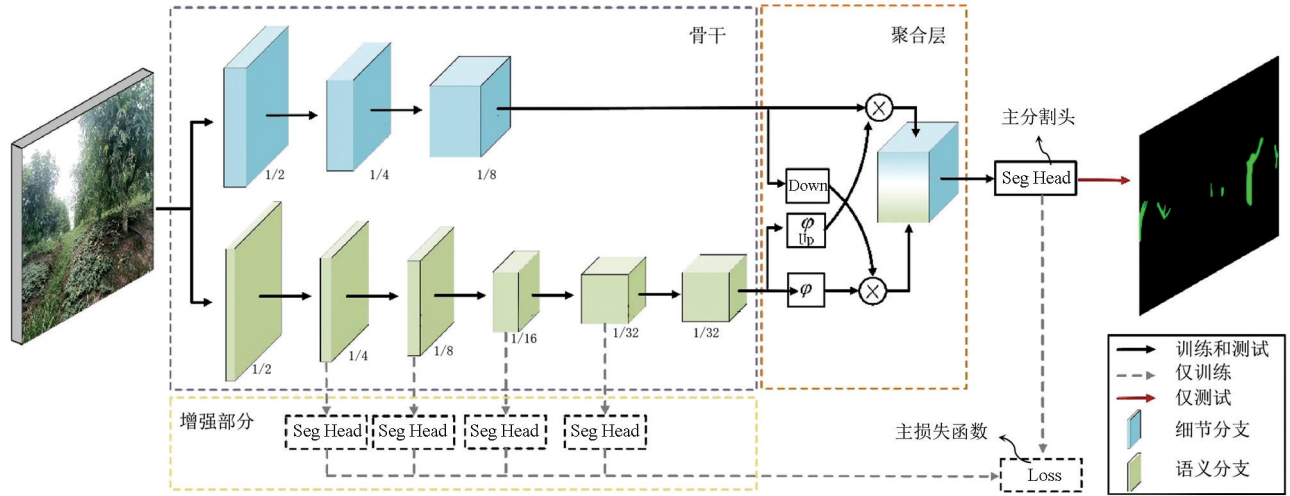 骨干
聚合层
1/2
1/4
1/8
主分割头
Seg Head
Down
φ
Up
φ
1/2
1/4
1/8
1/16
1/32
1/32
训练和测试
仅训练
仅测试
细节分支
语义分支
增强部分
Seg Head
Seg Head
Seg Head
Seg Head
主损失函数
Loss